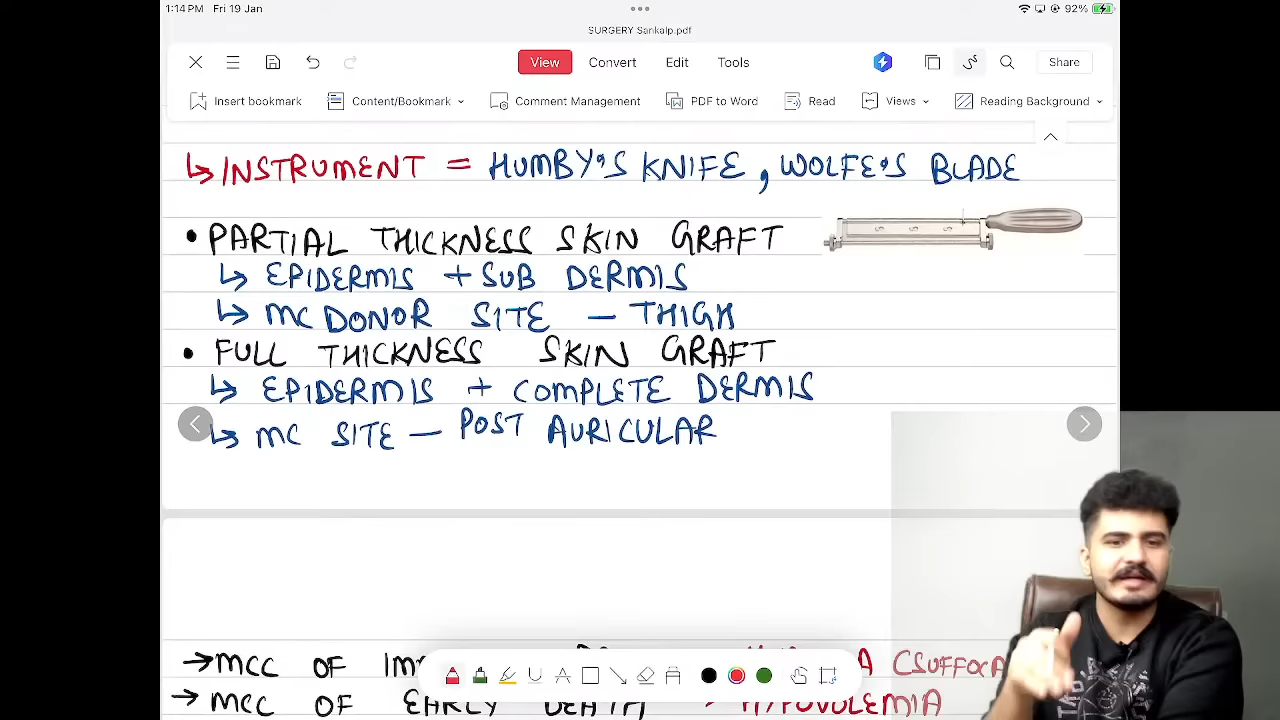 1:14 PM Fri 19 Jan
92%
SURGERY Sankalp.pdf
View Convert Edit Tools Share
Insert bookmark Content/Bookmark Comment Management PDF to Word Read Views Reading Background
↳ INSTRUMENT = HUMBY'S KNIFE, WOLFE'S BLADE
• PARTIAL THICKNESS SKIN GRAFT
↳ EPIDERMIS + SUB DERMIS
↳ MC DONOR SITE — THIGH
• FULL THICKNESS SKIN GRAFT
↳ EPIDERMIS + COMPLETE DERMIS
↳ MC SITE — POST AURICULAR
→ MCC OF
→ MCC OF EARLY DEATH → HYPOVOLEMIA